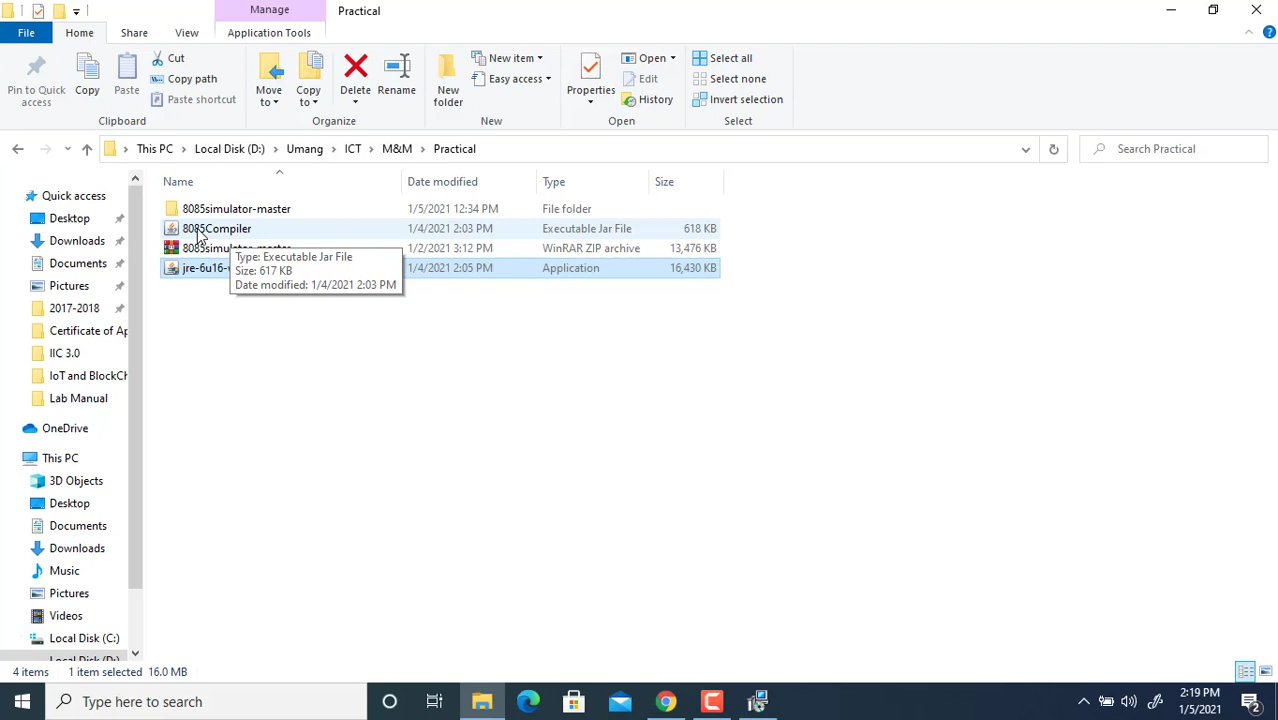 Manage
Practical
File
Home
Share
View
Application Tools
Pin to Quick access
Copy
Paste
Cut
Copy path
Paste shortcut
Move to
Copy to
Delete
Rename
New folder
New item
Easy access
Properties
Open
Edit
History
Select all
Select none
Invert selection
Clipboard
Organize
New
Open
Select
This PC
Local Disk (D:)
Umang
ICT
M&M
Practical
Search Practical
Name
Date modified
Type
Size
8085simulator-master
1/5/2021 12:34 PM
File folder
8085Compiler
1/4/2021 2:03 PM
Executable Jar File
618 KB
8085simulator-master
1/2/2021 3:12 PM
WinRAR ZIP archive
13,476 KB
jre-6u16-w
1/4/2021 2:05 PM
Application
16,430 KB
Type: Executable Jar File
Size: 617 KB
Date modified: 1/4/2021 2:03 PM
Quick access
Desktop
Downloads
Documents
Pictures
2017-2018
Certificate of Ap
IIC 3.0
IoT and BlockCh
Lab Manual
OneDrive
This PC
3D Objects
Desktop
Documents
Downloads
Music
Pictures
Videos
Local Disk (C:)
Local Disk (D:)
4 items
1 item selected 16.0 MB
Type here to search
2:19 PM
1/5/2021
2